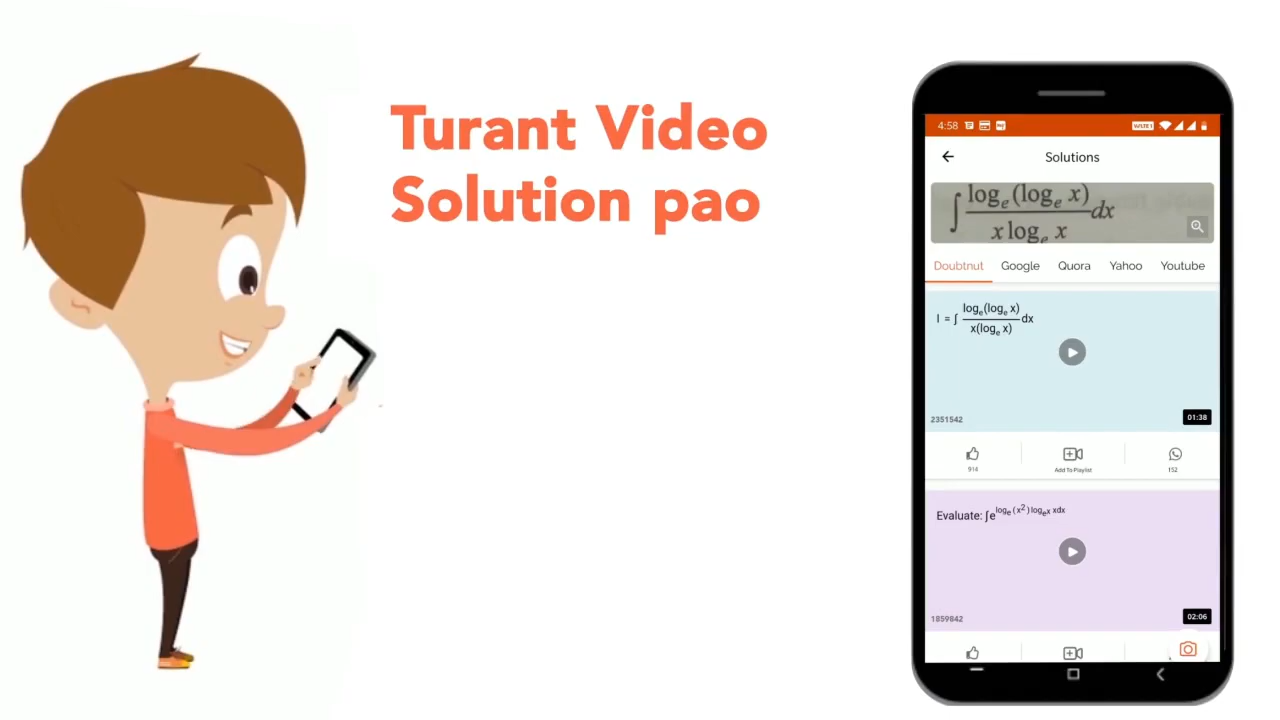 Turant Video
Solution pao
4:58
VoLTE1
Solutions
∫ logₑ(logₑ x) / x logₑ x dx
Doubtnut Google Quora Yahoo Youtube
I = ∫ logₑ(logₑ x) / x(logₑ x) dx
2351542 01:38
914 Add To Playlist 152
Evaluate: ∫e^logₑ(x²)logₑx xdx
1859842 02:06